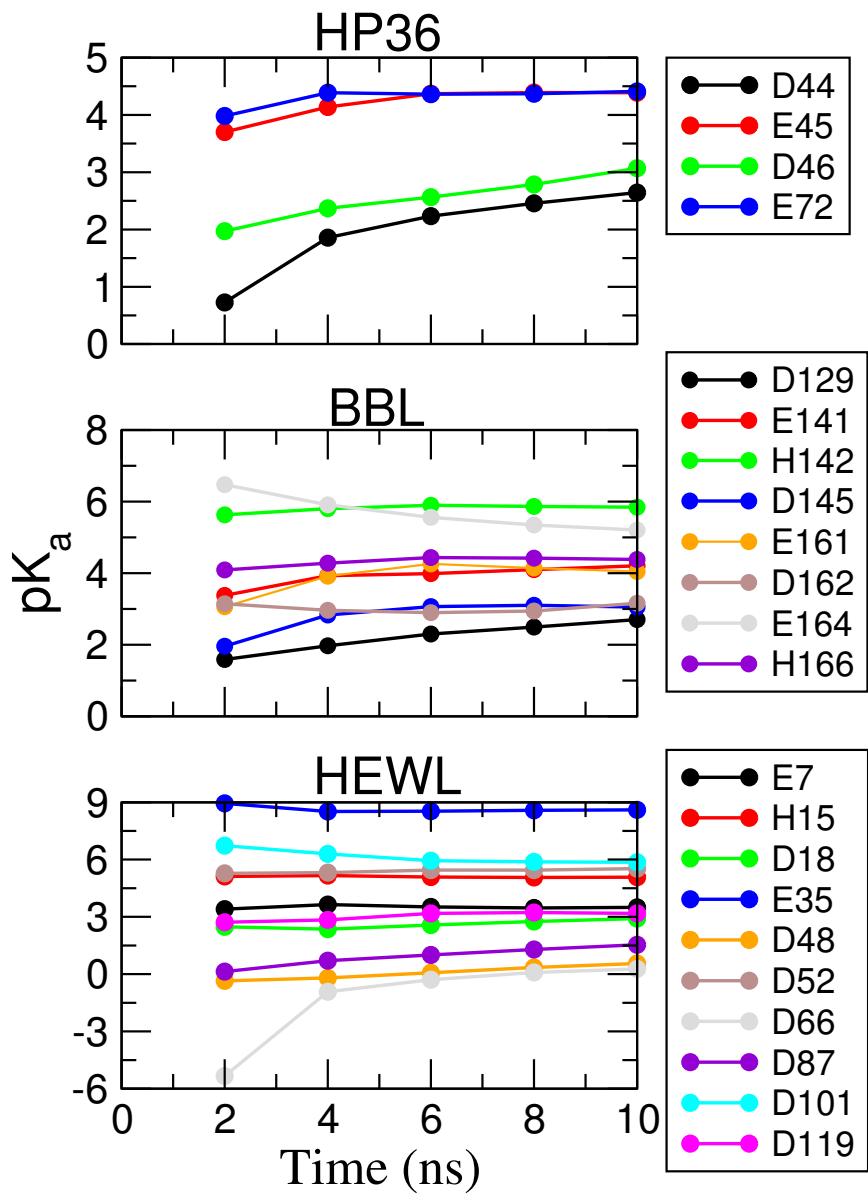 HP36
5
4
3
2
1
0
D44
E45
D46
E72
BBL
8
6
4
2
0
D129
E141
H142
D145
E161
D162
E164
H166
pKa
HEWL
9
6
3
0
-3
-6
0 2 4 6 8 10
Time (ns)
E7
H15
D18
E35
D48
D52
D66
D87
D101
D119